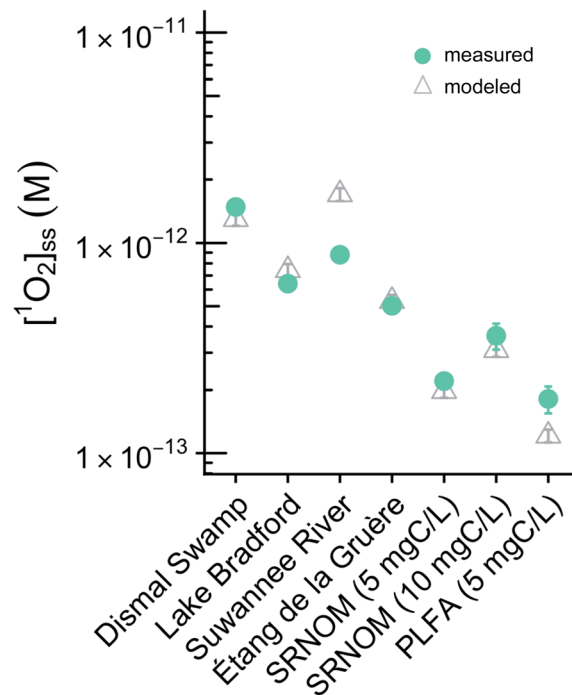 1 × 10⁻¹¹
measured
modeled
[¹O₂]ss (M)
1 × 10⁻¹²
1 × 10⁻¹³
Dismal Swamp
Lake Bradford
Suwannee River
Étang de la Gruère
SRNOM (5 mgC/L)
SRNOM (10 mgC/L)
PLFA (5 mgC/L)